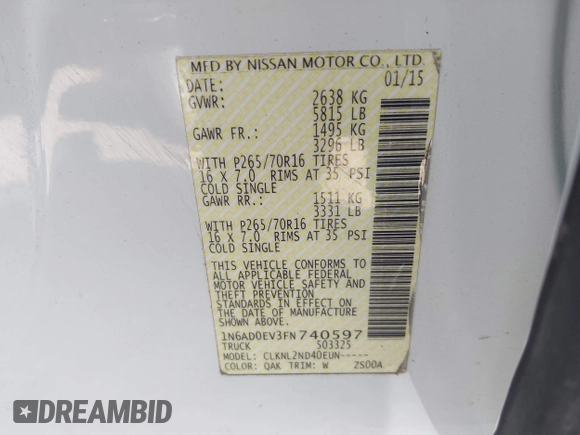 MFD BY NISSAN MOTOR CO., LTD.
DATE: 01/15
GVWR: 2638 KG
5815 LB
GAWR FR.: 1495 KG
3296 LB
WITH P265/70R16 TIRES
16 X 7.0 RIMS AT 35 PSI
COLD SINGLE
GAWR RR.: 1511 KG
3331 LB
WITH P265/70R16 TIRES
16 X 7.0 RIMS AT 35 PSI
COLD SINGLE
THIS VEHICLE CONFORMS TO
ALL APPLICABLE FEDERAL
MOTOR VEHICLE SAFETY AND
THEFT PREVENTION
STANDARDS IN EFFECT ON
THE DATE OF MANUFACTURE
SHOWN ABOVE.
1N6AD0EV3FN740597
TRUCK S03325
MODEL: CLKNL2ND40EUN-----
COLOR: QAK TRIM: W ZS00A
DREAMBID